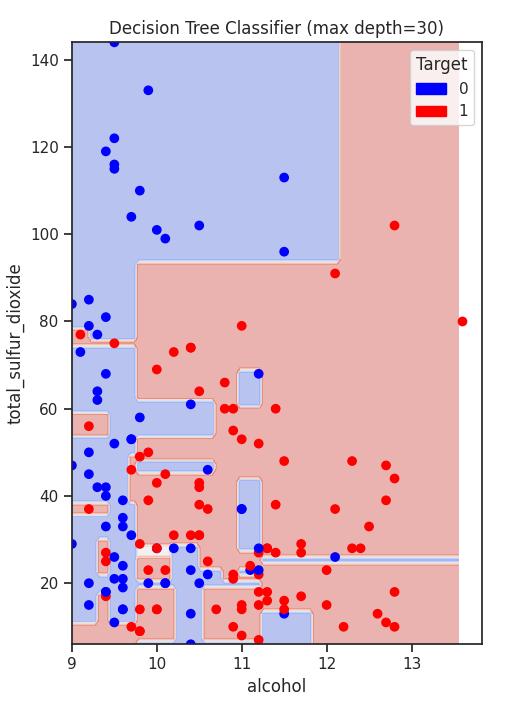 Decision Tree Classifier (max depth=30)
Target
0
1
140
120
100
80
60
40
20
total_sulfur_dioxide
9 10 11 12 13
alcohol